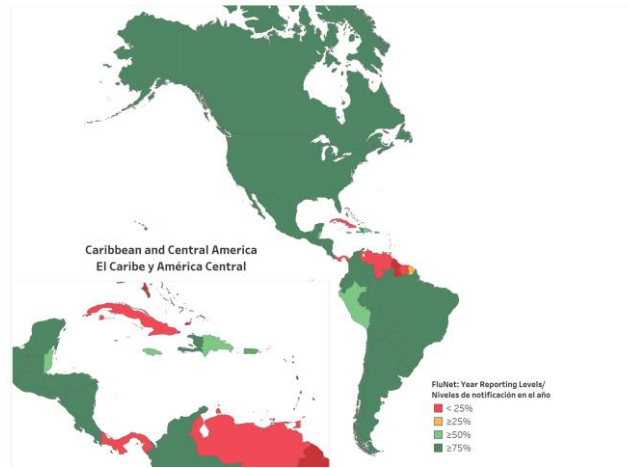 Caribbean and Central America
El Caribe y América Central
FluNet: Year Reporting Levels/
Niveles de notificación en el año
< 25%
≥25%
≥50%
≥75%